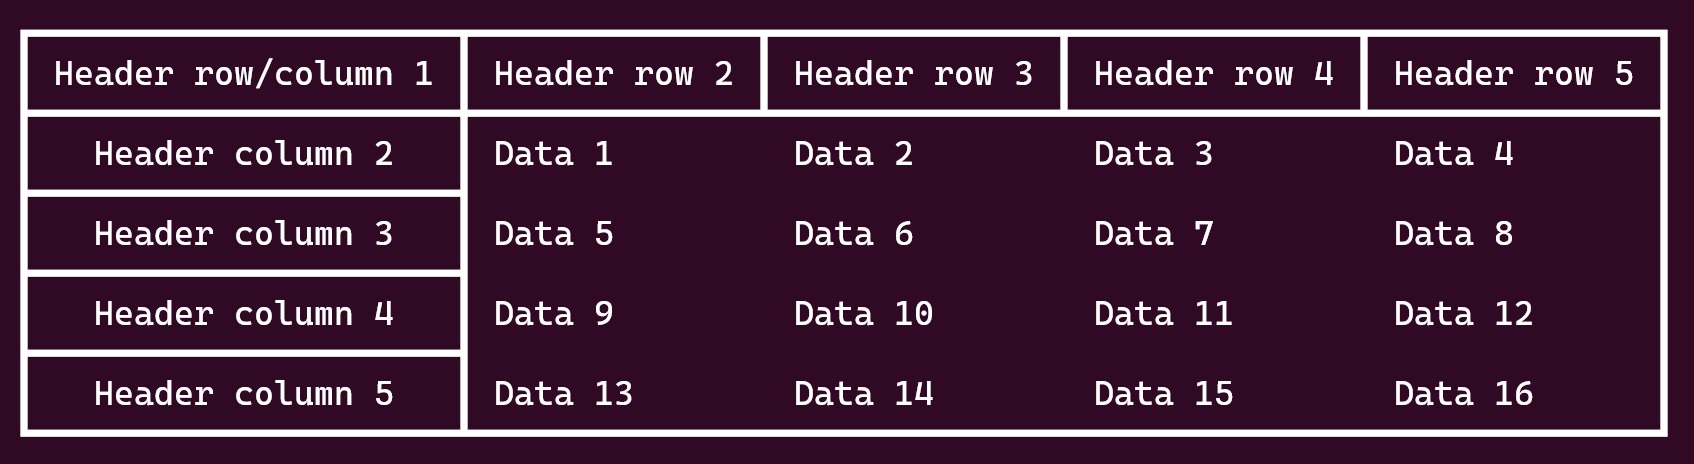 Header row/column 1 Header row 2 Header row 3 Header row 4 Header row 5
Header column 2 Data 1 Data 2 Data 3 Data 4
Header column 3 Data 5 Data 6 Data 7 Data 8
Header column 4 Data 9 Data 10 Data 11 Data 12
Header column 5 Data 13 Data 14 Data 15 Data 16